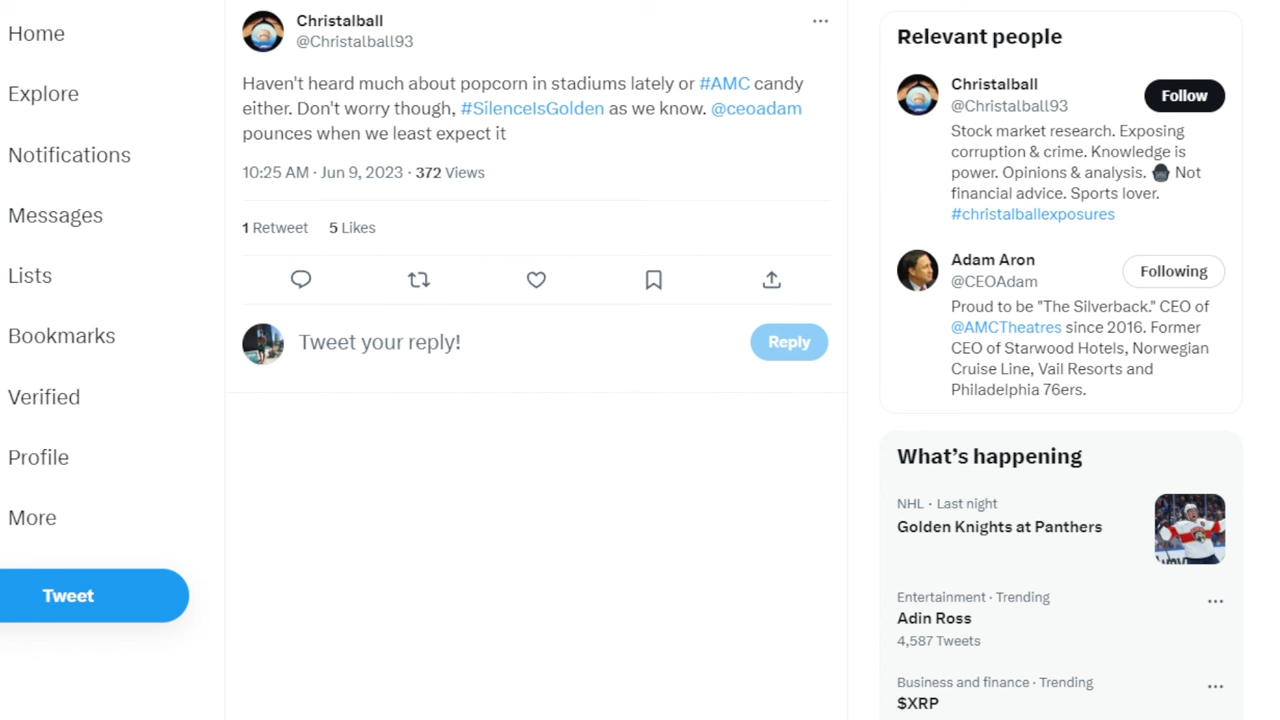 Home
Explore
Notifications
Messages
Lists
Bookmarks
Verified
Profile
More
Tweet
Christalball
@Christalball93
Haven't heard much about popcorn in stadiums lately or #AMC candy
either. Don't worry though, #SilenceIsGolden as we know. @ceoadam
pounces when we least expect it
10:25 AM · Jun 9, 2023 · 372 Views
1 Retweet 5 Likes
Tweet your reply!
Reply
Relevant people
Christalball
@Christalball93
Follow
Stock market research. Exposing
corruption & crime. Knowledge is
power. Opinions & analysis. 🦍 Not
financial advice. Sports lover.
#christalballexposures
Adam Aron
@CEOAdam
Following
Proud to be "The Silverback." CEO of
@AMCTheatres since 2016. Former
CEO of Starwood Hotels, Norwegian
Cruise Line, Vail Resorts and
Philadelphia 76ers.
What's happening
NHL · Last night
Golden Knights at Panthers
Entertainment · Trending
Adin Ross
4,587 Tweets
Business and finance · Trending
$XRP